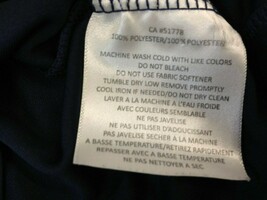 CA #51778
100% POLYESTER/100% POLYESTER
MACHINE WASH COLD WITH LIKE COLORS
DO NOT BLEACH
DO NOT USE FABRIC SOFTENER
TUMBLE DRY LOW REMOVE PROMPTLY
COOL IRON IF NEEDED/DO NOT DRY CLEAN
LAVER A LA MACHINE A L'EAU FROIDE
AVEC COULEURS SEMBLABLE
NE PAS JAVELISE
NE PAS UTILISER D'ADOUCISSANT
PAS JAVELISE SECHER A LA MACHINE
A BASSE TEMPERATURE/RETIREZ RAPIDEMENT
REPASSER AVEC A BASSE TEMPERATURE
NE PAS NETTOYER A SEC.